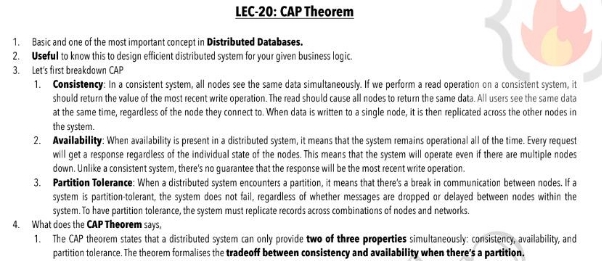 LEC-20: CAP Theorem
1. Basic and one of the most important concept in Distributed Databases.
2. Useful to know this to design efficient distributed system for your given business logic.
3. Let's first breakdown CAP
1. Consistency: In a consistent system, all nodes see the same data simultaneously. If we perform a read operation on a consistent system, it
should return the value of the most recent write operation. The read should cause all nodes to return the same data. All users see the same data
at the same time, regardless of the node they connect to. When data is written to a single node, it is then replicated across the other nodes in
the system.
2. Availability: When availability is present in a distributed system, it means that the system remains operational all of the time. Every request
will get a response regardless of the individual state of the nodes. This means that the system will operate even if there are multiple nodes
down. Unlike a consistent system, there's no guarantee that the response will be the most recent write operation.
3. Partition Tolerance: When a distributed system encounters a partition, it means that there's a break in communication between nodes. If a
system is partition-tolerant, the system does not fail, regardless of whether messages are dropped or delayed between nodes within the
system. To have partition tolerance, the system must replicate records across combinations of nodes and networks.
4. What does the CAP Theorem says,
1. The CAP theorem states that a distributed system can only provide two of three properties simultaneously: consistency, availability, and
partition tolerance. The theorem formalises the tradeoff between consistency and availability when there's a partition.